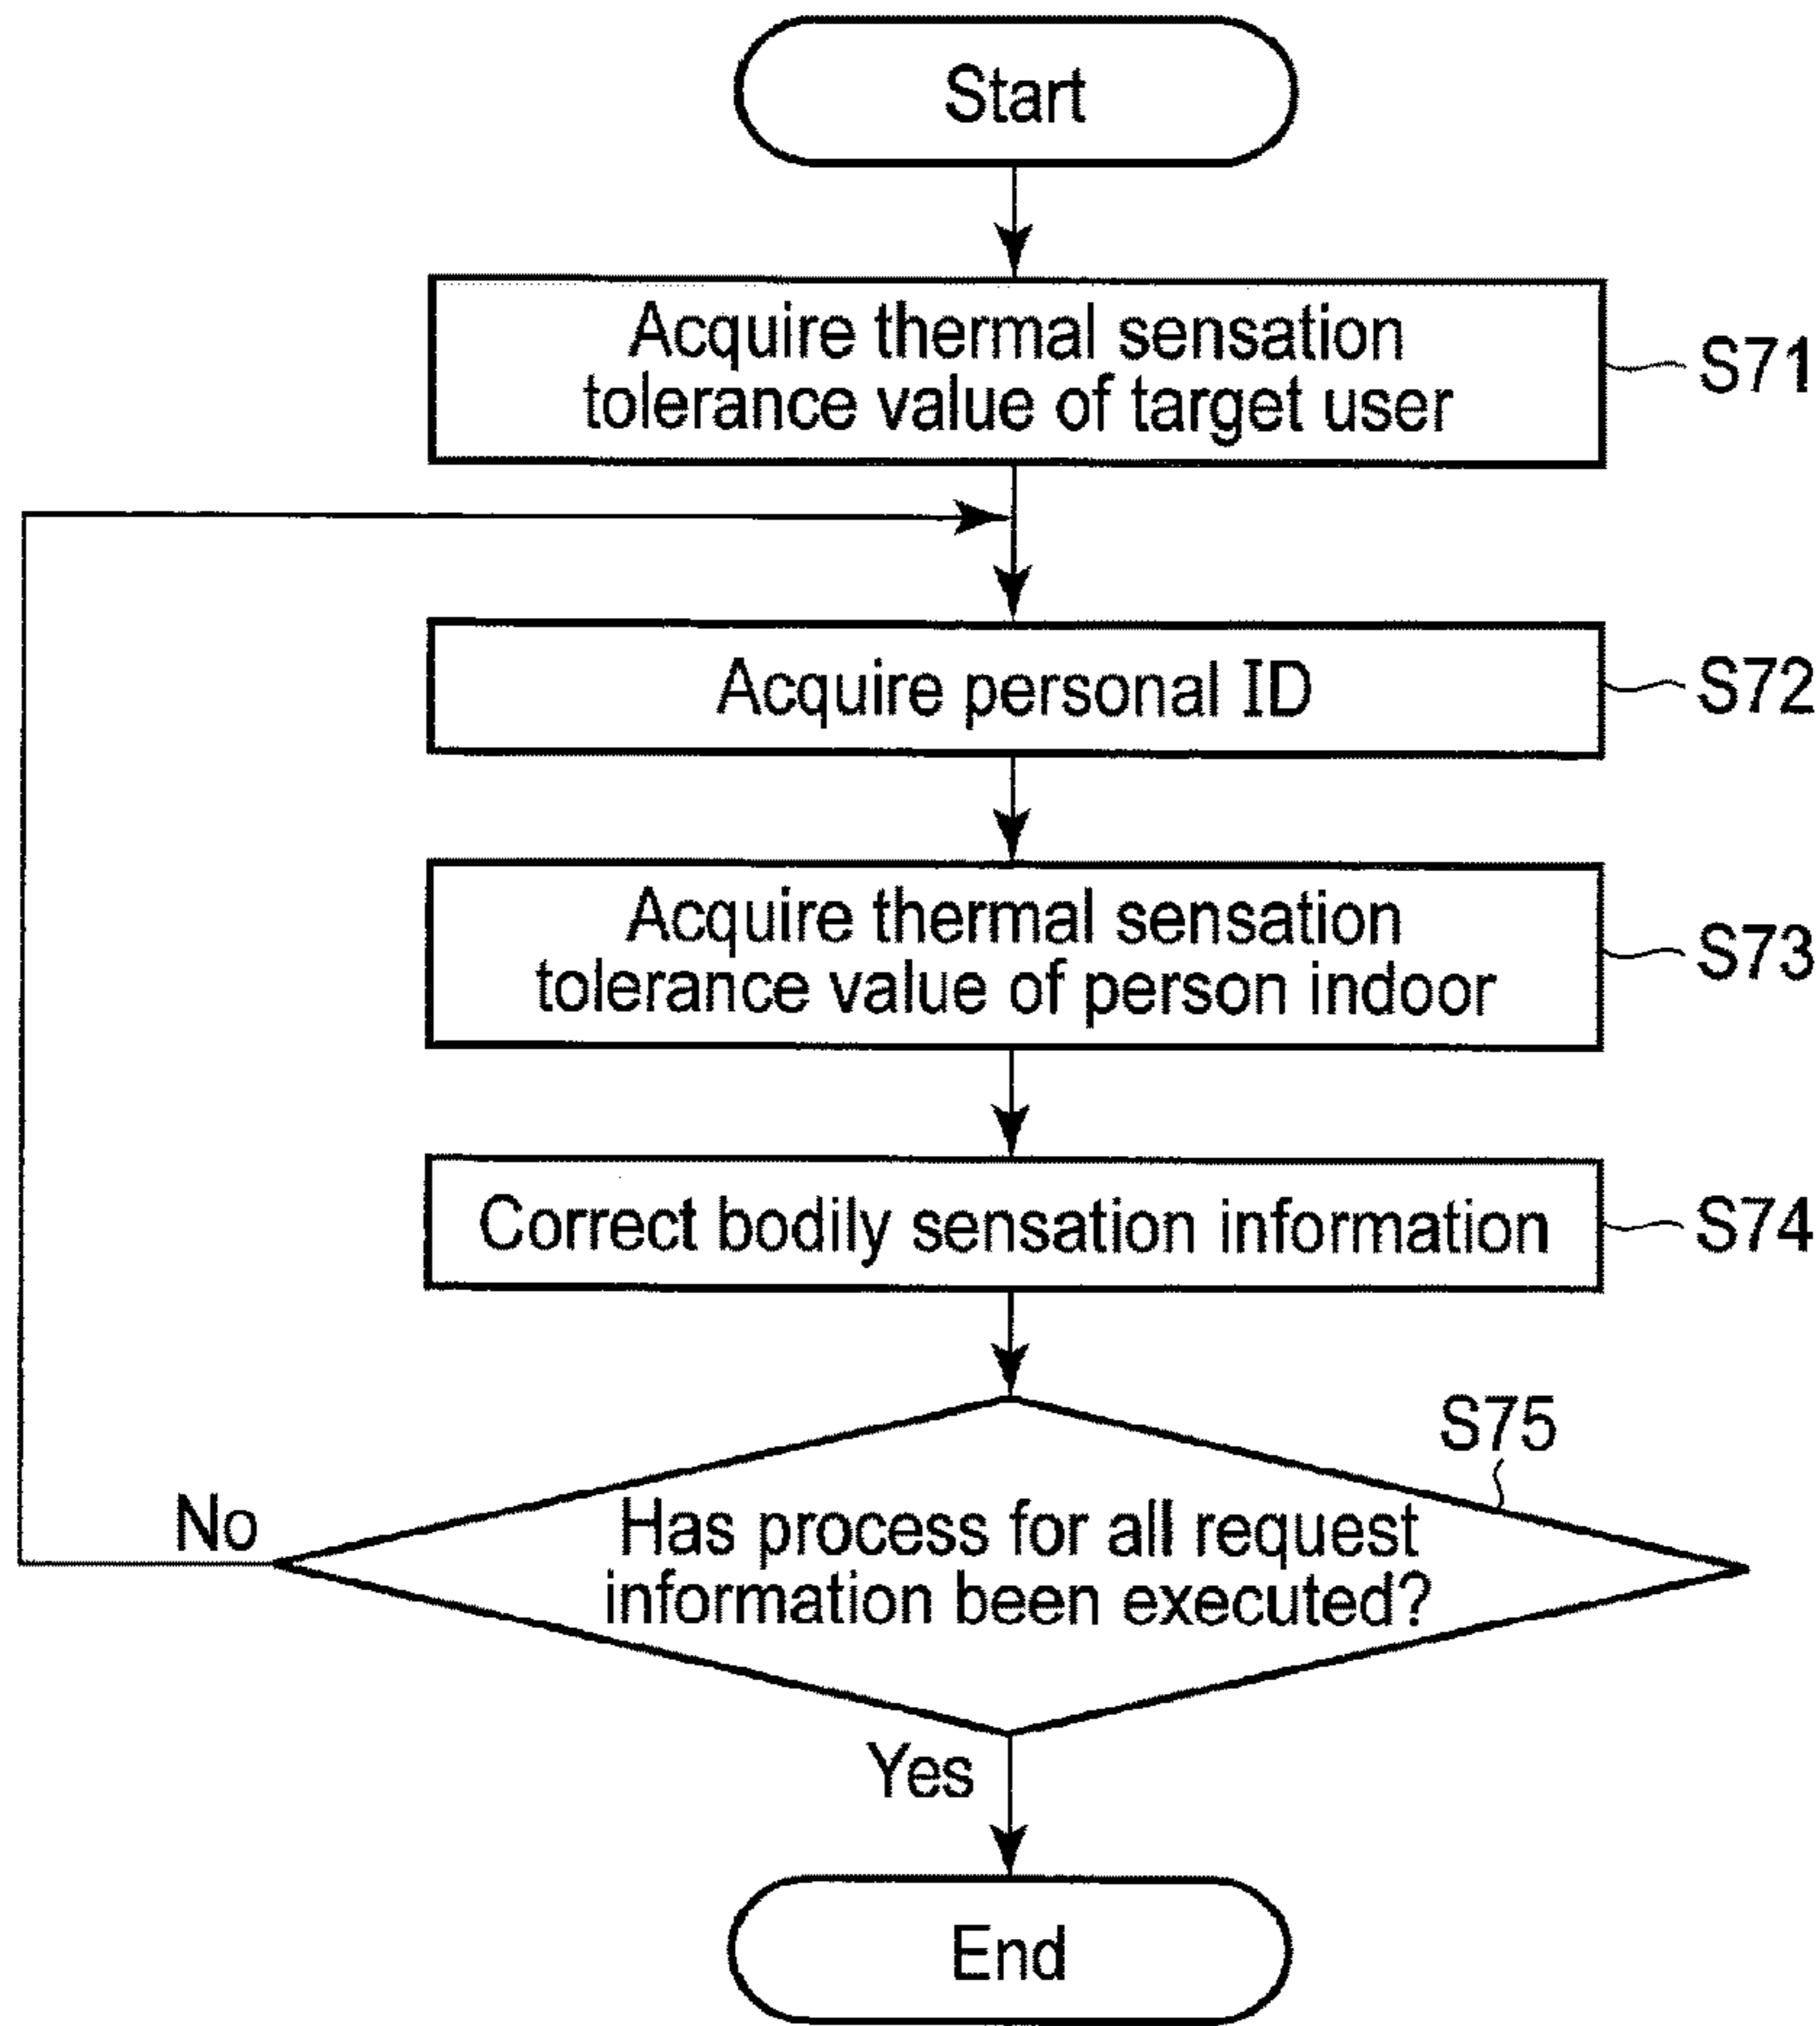 Start
Acquire thermal sensation
tolerance value of target user
S71
Acquire personal ID
S72
Acquire thermal sensation
tolerance value of person indoor
S73
Correct bodily sensation information
S74
S75
Has process for all request
information been executed?
No
Yes
End